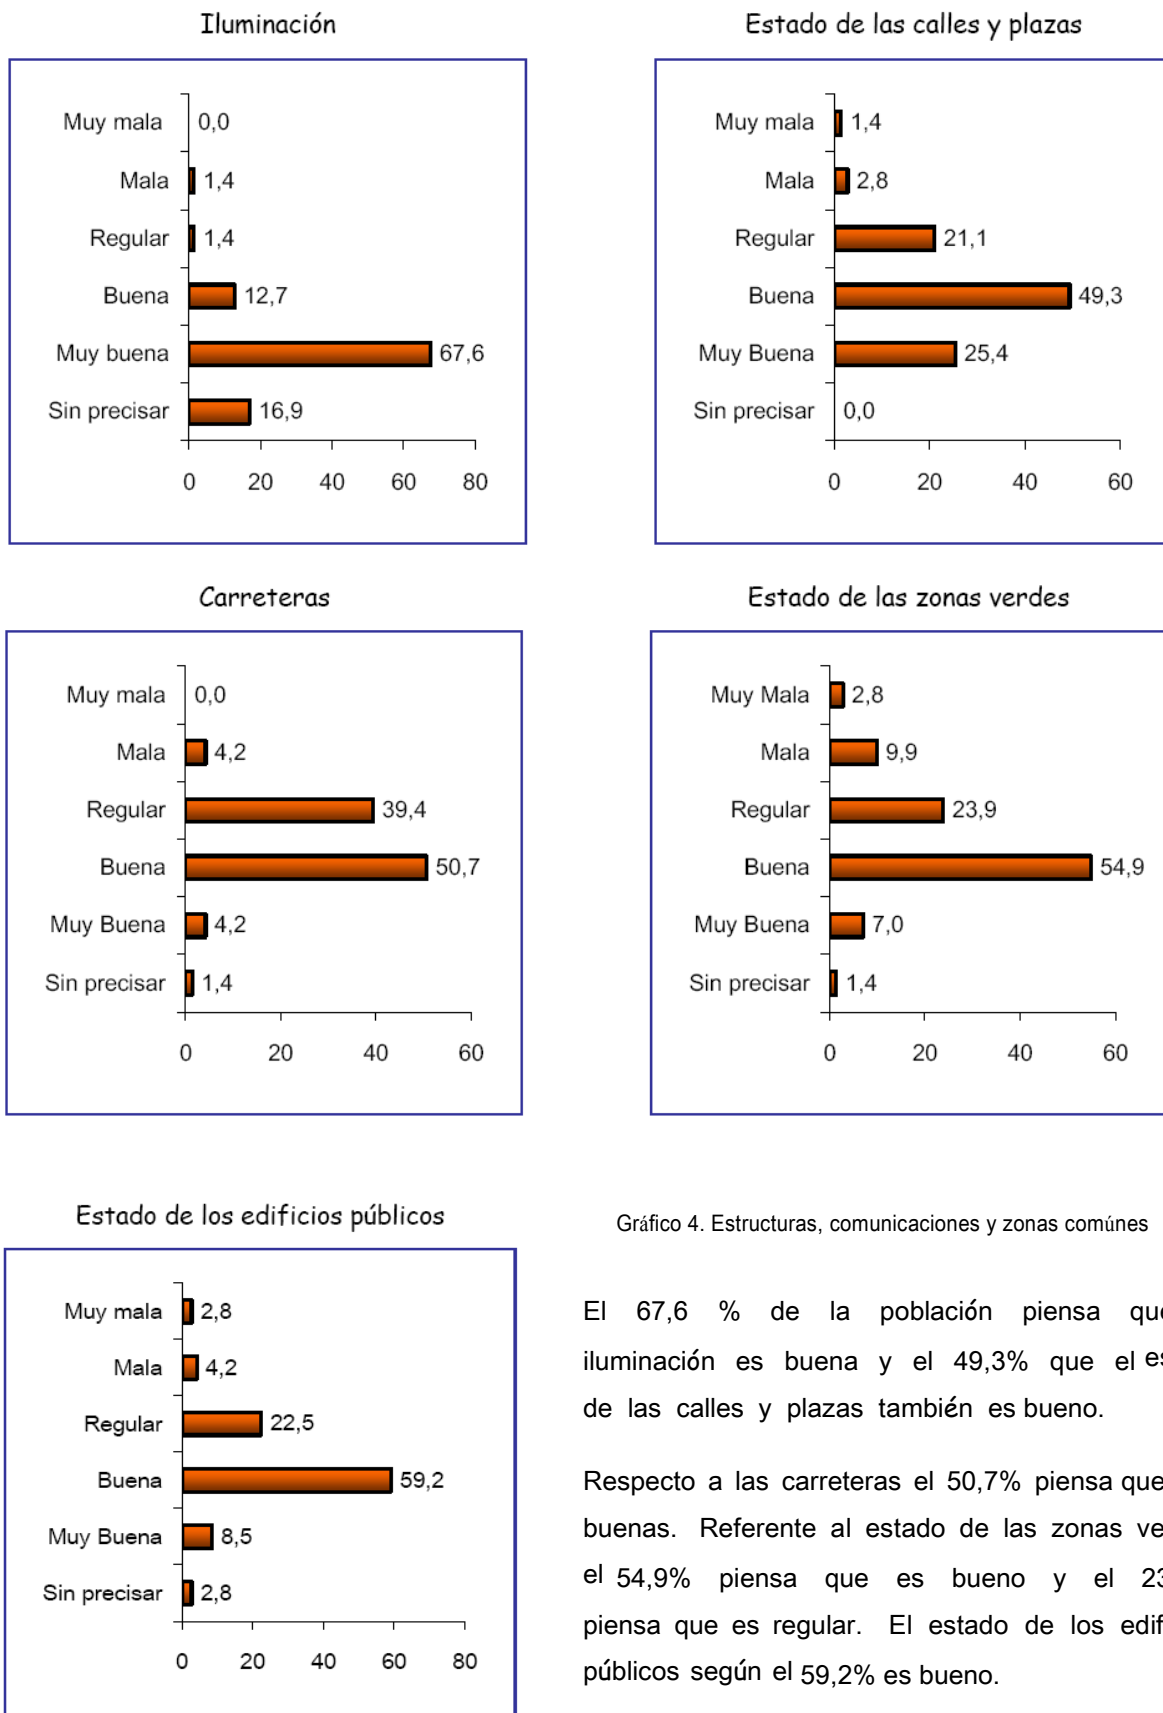 Iluminación
Muy mala 0,0
Mala 1,4
Regular 1,4
Buena 12,7
Muy buena 67,6
Sin precisar 16,9
0 20 40 60 80
Estado de las calles y plazas
Muy mala 1,4
Mala 2,8
Regular 21,1
Buena 49,3
Muy Buena 25,4
Sin precisar 0,0
0 20 40 60
Carreteras
Muy mala 0,0
Mala 4,2
Regular 39,4
Buena 50,7
Muy Buena 4,2
Sin precisar 1,4
0 20 40 60
Estado de las zonas verdes
Muy Mala 2,8
Mala 9,9
Regular 23,9
Buena 54,9
Muy Buena 7,0
Sin precisar 1,4
0 20 40 60
Estado de los edificios públicos
Muy mala 2,8
Mala 4,2
Regular 22,5
Buena 59,2
Muy Buena 8,5
Sin precisar 2,8
0 20 40 60 80
Gráfico 4. Estructuras, comunicaciones y zonas comúnes
El 67,6 % de la población piensa que
iluminación es buena y el 49,3% que el es
de las calles y plazas también es bueno.
Respecto a las carreteras el 50,7% piensa que
buenas. Referente al estado de las zonas ve
el 54,9% piensa que es bueno y el 23
piensa que es regular. El estado de los edif
públicos según el 59,2% es bueno.